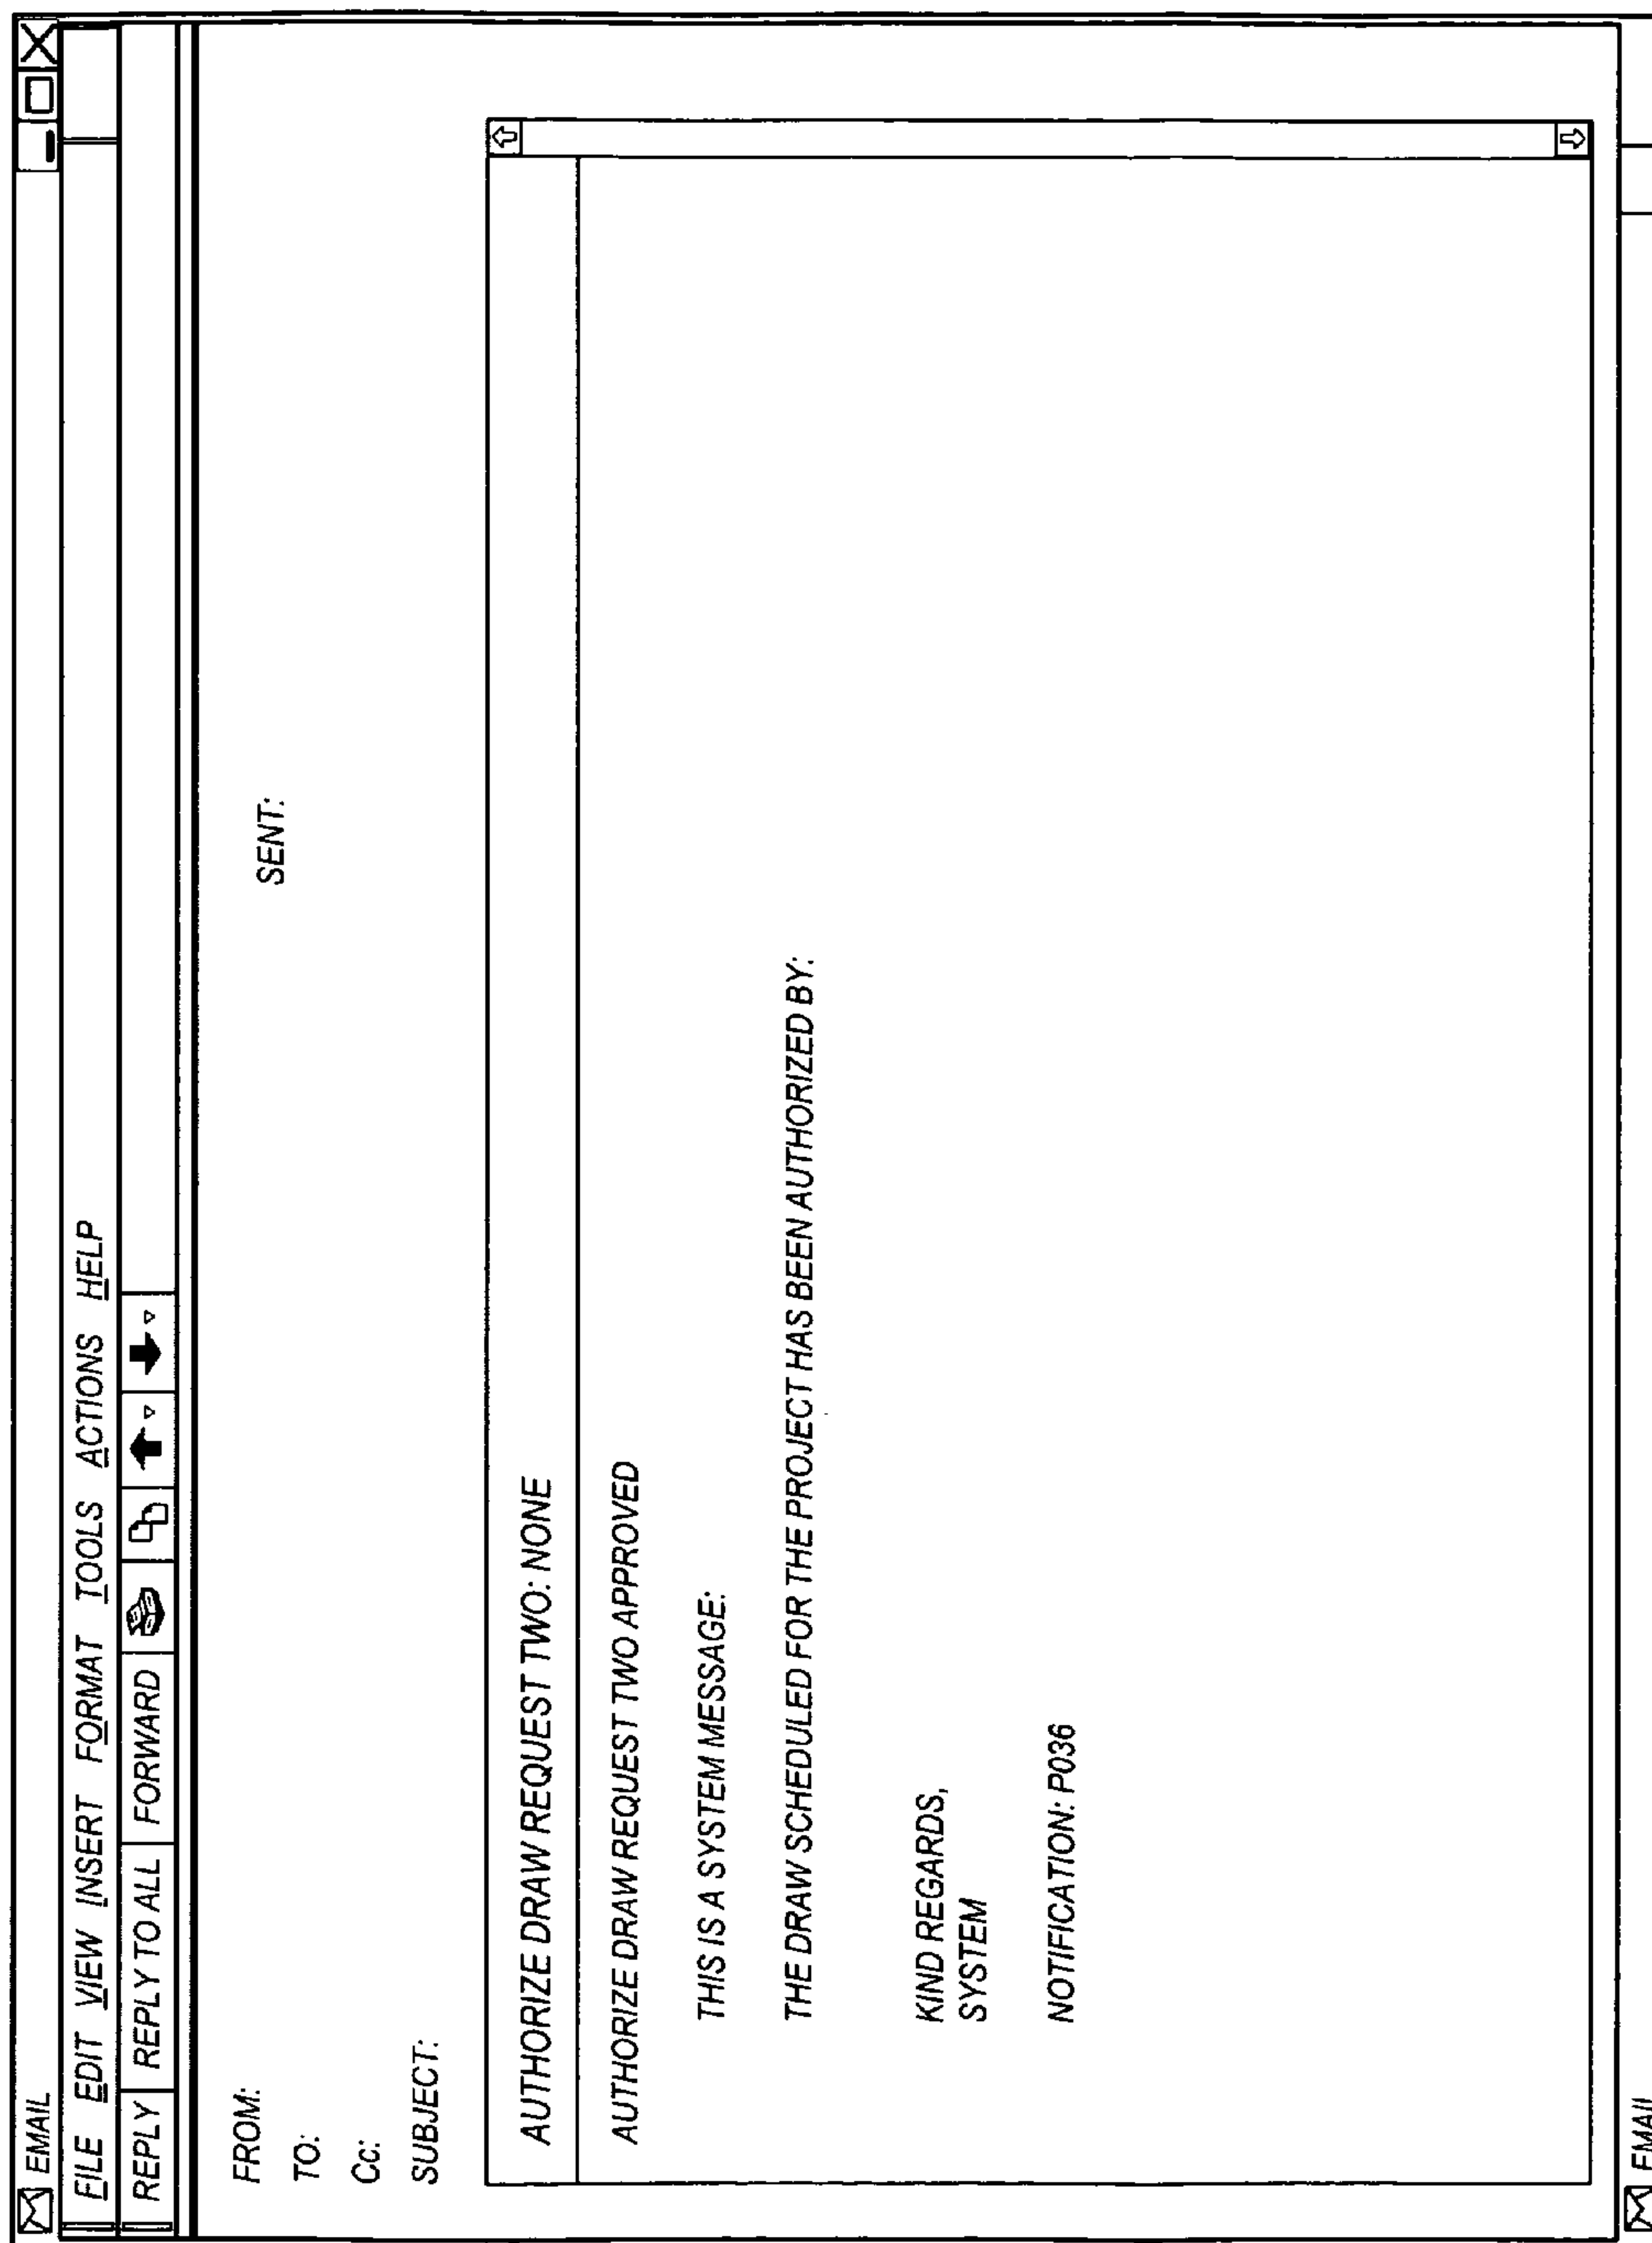 EMAIL
FILE EDIT VIEW INSERT FORMAT TOOLS ACTIONS HELP
REPLY REPLY TO ALL FORWARD
FROM: SENT:
TO:
Cc:
SUBJECT:
AUTHORIZE DRAW REQUEST TWO: NONE
AUTHORIZE DRAW REQUEST TWO APPROVED
THIS IS A SYSTEM MESSAGE:
THE DRAW SCHEDULED FOR THE PROJECT HAS BEEN AUTHORIZED BY:
KIND REGARDS,
SYSTEM
NOTIFICATION: P036
EMAIL